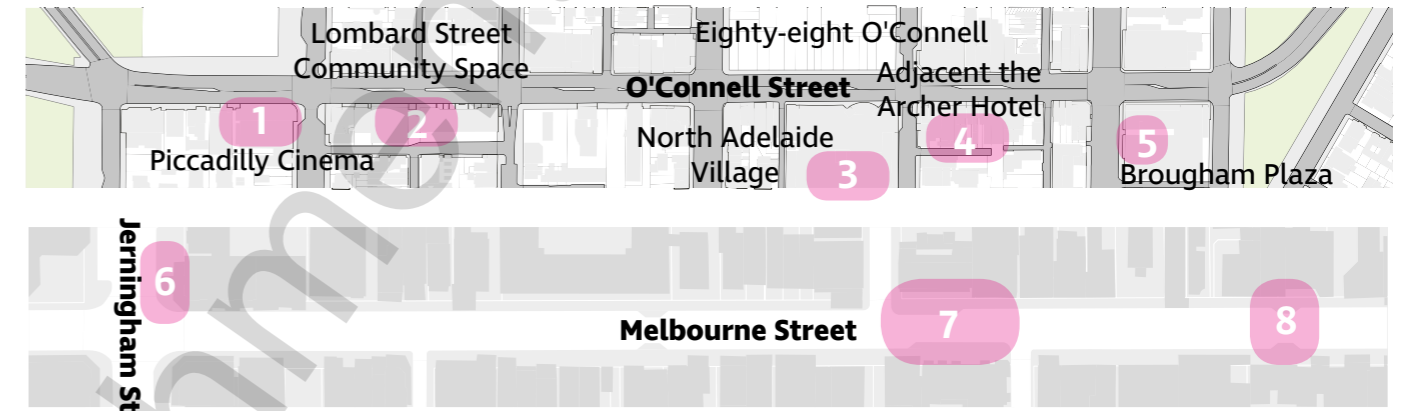 Lombard Street
Community Space
Eighty-eight O'Connell
O'Connell Street
Adjacent the
Archer Hotel
1
2
Piccadilly Cinema
North Adelaide
Village
3
4
5
Brougham Plaza
Jerningham St
6
Melbourne Street
7
8